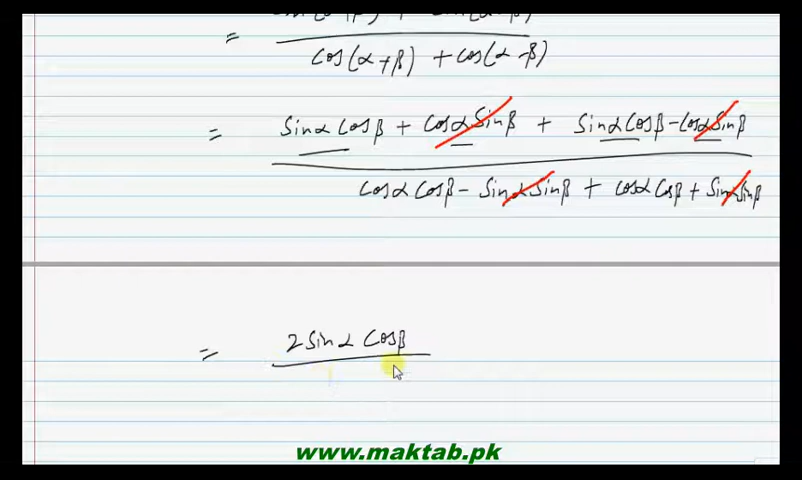 =
Cos(α+β) + Cos(α-β)
= Sinα Cosβ + Cosα Sinβ + Sinα Cosβ - Cosα Sinβ
Cosα Cosβ - Sinα Sinβ + Cosα Cosβ + Sinα Sinβ
= 2 Sinα Cosβ
www.maktab.pk